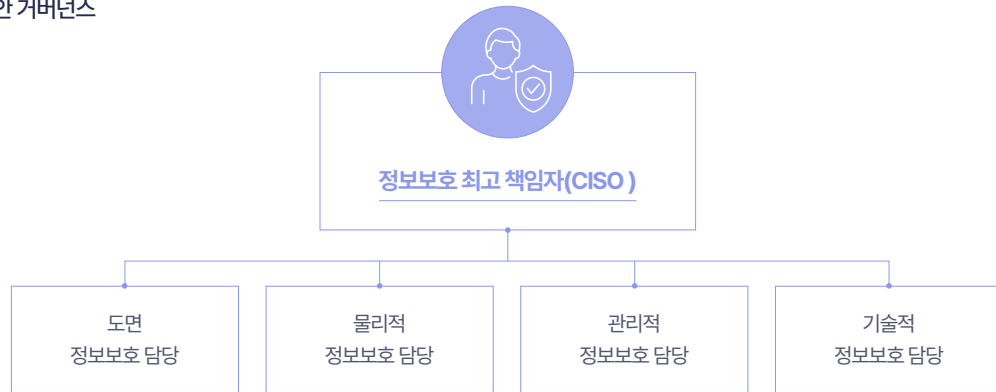 거버넌스
정보보호 최고 책임자(CISO )
도면
정보보호 담당
물리적
정보보호 담당
관리적
정보보호 담당
기술적
정보보호 담당